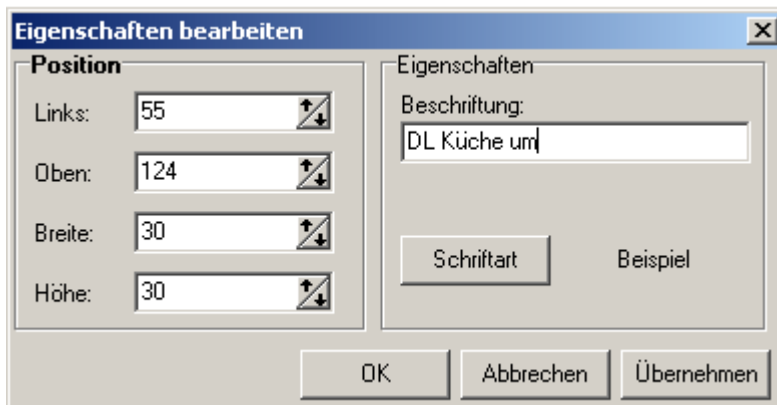 Eigenschaften bearbeiten
Position
Links: 55
Oben: 124
Breite: 30
Höhe: 30
Eigenschaften
Beschriftung:
DL Küche um
Schriftart Beispiel
OK Abbrechen Übernehmen